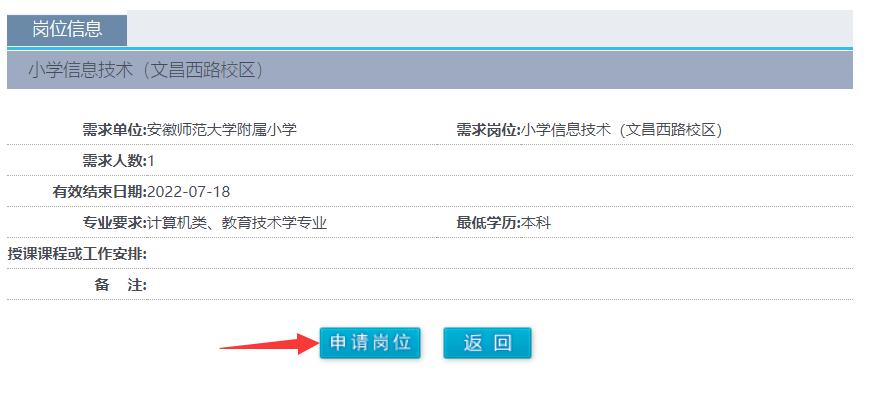 岗位信息
小学信息技术（文昌西路校区）
需求单位:安徽师范大学附属小学 需求岗位:小学信息技术（文昌西路校区）
需求人数:1
有效结束日期:2022-07-18
专业要求:计算机类、教育技术学专业 最低学历:本科
授课课程或工作安排:
备 注:
申请岗位 返 回